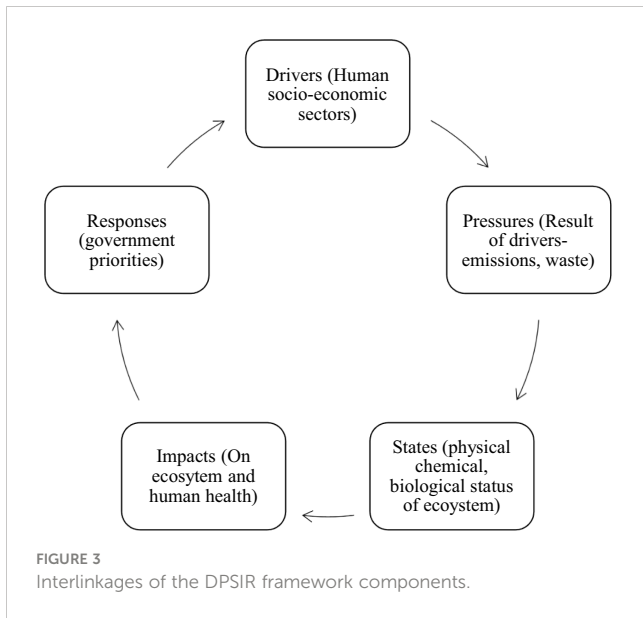 Drivers (Human
socio-economic
sectors)
Pressures (Result
of drivers-
emissions, waste)
States (physical
chemical,
biological status
of ecoystem)
Impacts (On
ecosytem and
human health)
Responses
(government
priorities)
FIGURE 3
Interlinkages of the DPSIR framework components.